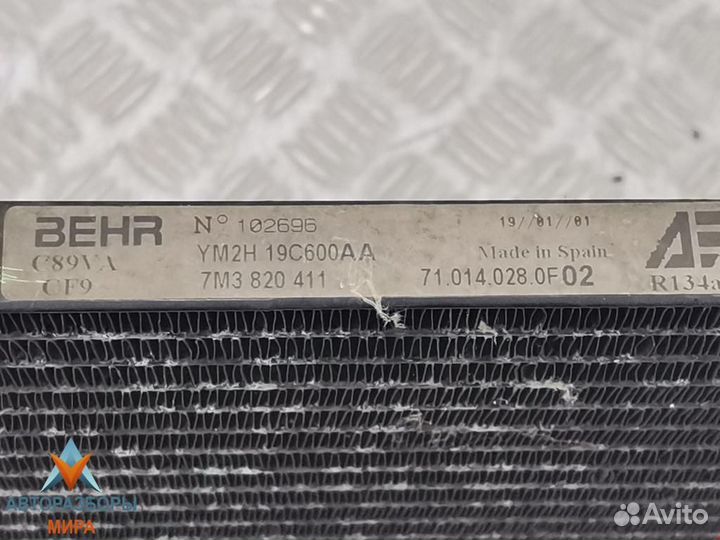 BEHR N° 102696 19//01//01
C89VA YM2H 19C600AA Made in Spain
CF9 7M3 820 411 71.014.028.0F02 R134a
АВТОРАЗБОРЫ
МИРА
Avito